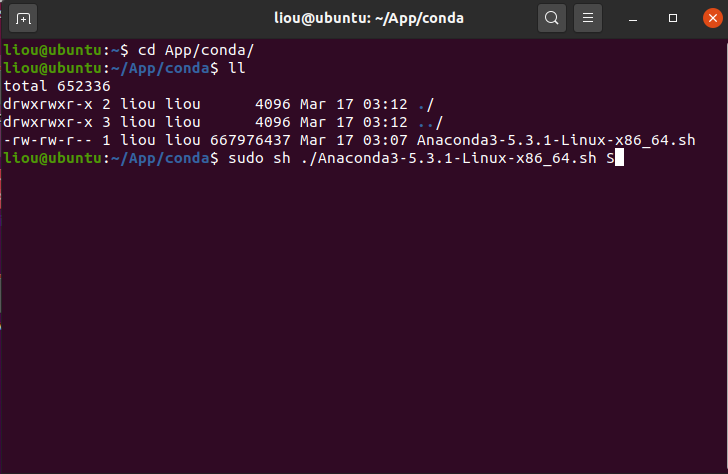 liou@ubuntu: ~/App/conda
liou@ubuntu:~$ cd App/conda/
liou@ubuntu:~/App/conda$ ll
total 652336
drwxrwxr-x 2 liou liou      4096 Mar 17 03:12 ./
drwxrwxr-x 3 liou liou      4096 Mar 17 03:12 ../
-rw-rw-r-- 1 liou liou 667976437 Mar 17 03:07 Anaconda3-5.3.1-Linux-x86_64.sh
liou@ubuntu:~/App/conda$ sudo sh ./Anaconda3-5.3.1-Linux-x86_64.sh S